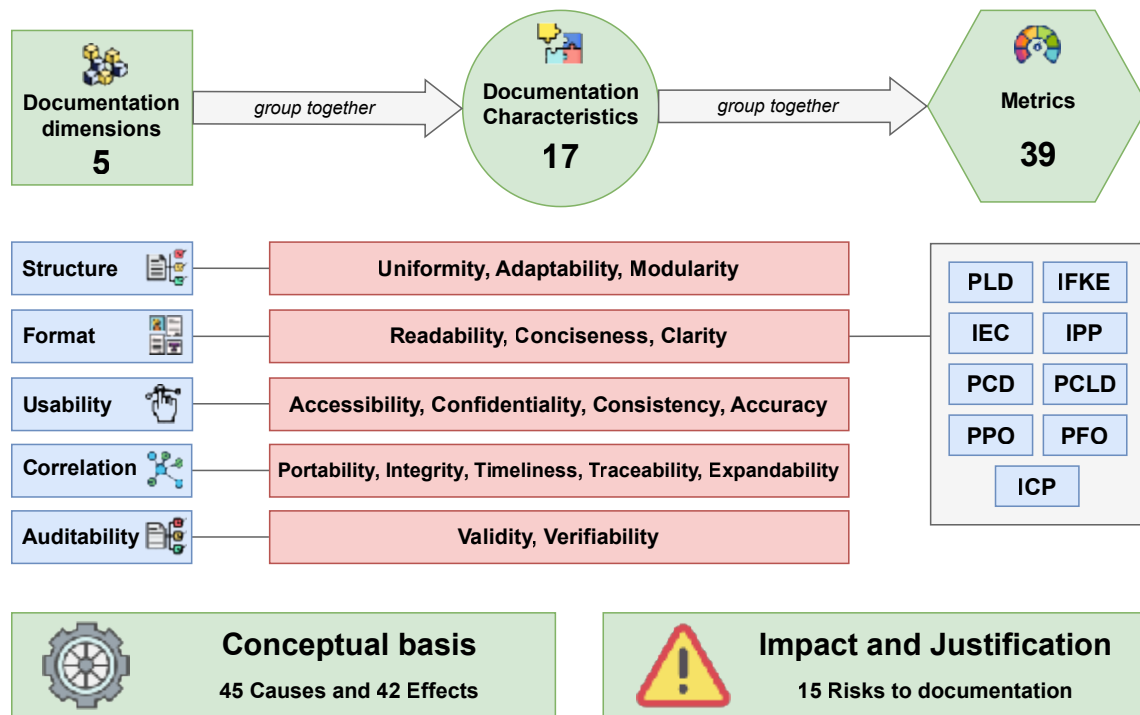 Documentation
dimensions
5
group together
Documentation
Characteristics
17
group together
Metrics
39
Structure
Uniformity, Adaptability, Modularity
Format
Readability, Conciseness, Clarity
Usability
Accessibility, Confidentiality, Consistency, Accuracy
Correlation
Portability, Integrity, Timeliness, Traceability, Expandability
Auditability
Validity, Verifiability
PLD IFKE
IEC IPP
PCD PCLD
PPO PFO
ICP
Conceptual basis
45 Causes and 42 Effects
Impact and Justification
15 Risks to documentation